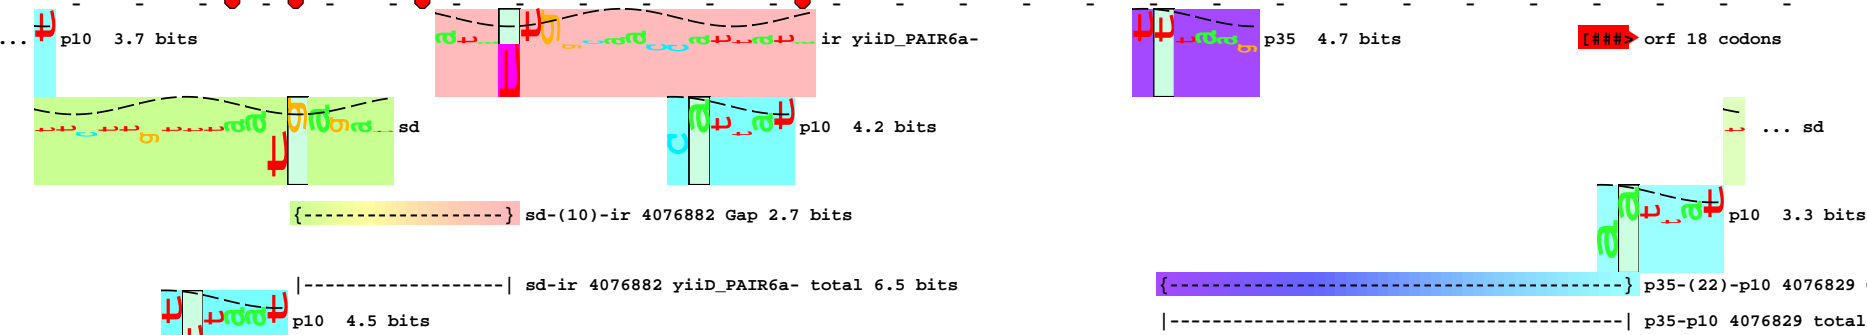 ... p10 3.7 bits
ir yiiD_PAIR6a-
p35 4.7 bits
[###> orf 18 codons
sd
p10 4.2 bits
... sd
{-------------------} sd-(10)-ir 4076882 Gap 2.7 bits
p10 3.3 bits
|-------------------| sd-ir 4076882 yiiD_PAIR6a- total 6.5 bits
{-------------------------------------------} p35-(22)-p10 4076829
p10 4.5 bits
|-------------------------------------------| p35-p10 4076829 total